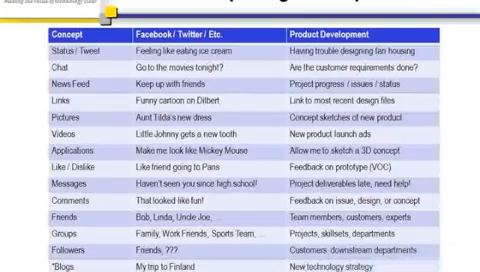 Concept Facebook / Twitter / Etc. Product Development
Status / Tweet Feeling like eating ice cream Having trouble designing fan housing
Chat Go to the movies tonight? Are the customer requirements done?
News Feed Keep up with friends Project progress / issues / status
Links Funny cartoon on Dilbert Link to most recent design files
Pictures Aunt Tilda's new dress Concept sketches of new product
Videos Little Johnny gets a new tooth New product launch ads
Applications Make me look like Mickey Mouse Allow me to sketch a 3D concept
Like / Dislike Like friend going to Paris Feedback on prototype (VOC)
Messages Haven't seen you since high school! Project deliverables late, need help!
Comments That looked like fun! Feedback on issue, design, or concept
Friends Bob, Linda, Uncle Joe, ... Team members, customers, experts
Groups Family, Work Friends, Sports Team, ... Projects, skillsets, departments
Followers Friends, ??? Customers, downstream departments
*Blogs My trip to Finland New technology strategy